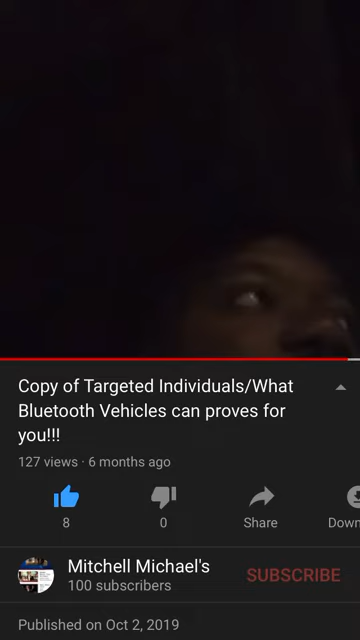 Copy of Targeted Individuals/What
Bluetooth Vehicles can proves for
you!!!
127 views · 6 months ago
8
0
Share
Down
Mitchell Michael's
100 subscribers
SUBSCRIBE
Published on Oct 2, 2019